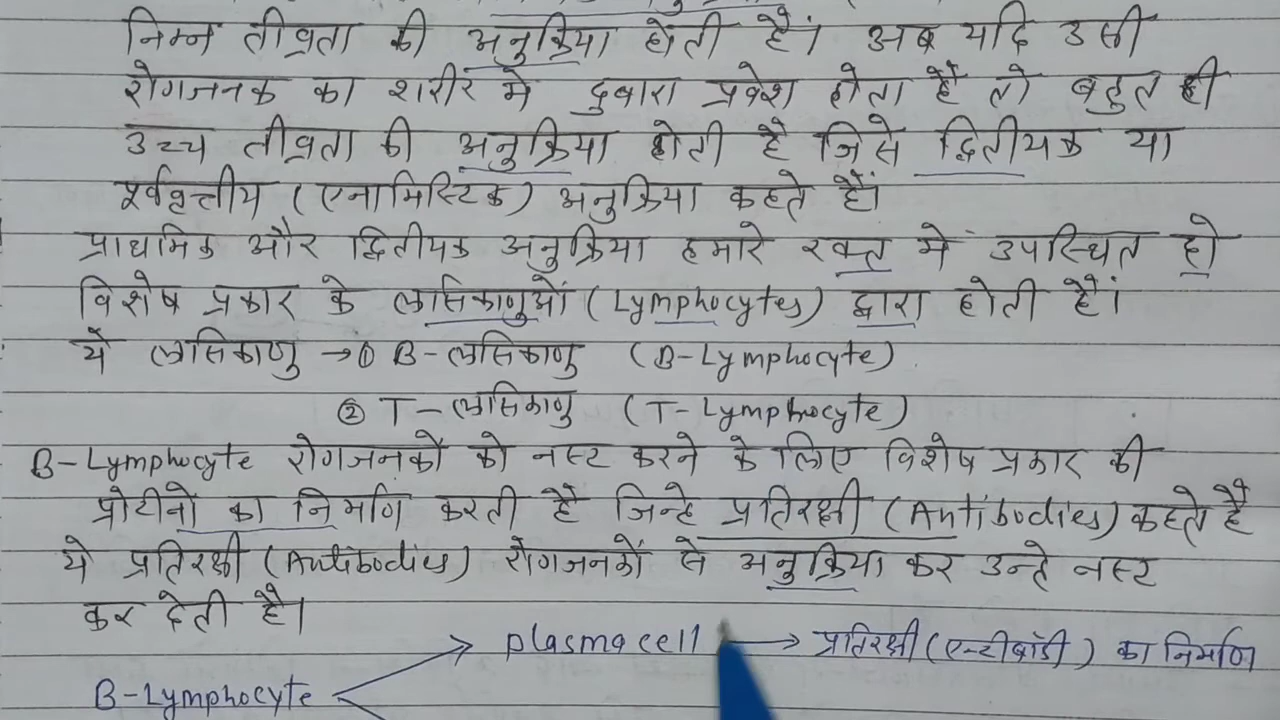 निम्न तीव्रता की अनुक्रिया होती है। अब यदि उसी
रोगजनक का शरीर मे दुबारा प्रवेश होता है तो बहुत ही
उच्च तीव्रता की अनुक्रिया होती है जिसे द्वितीयक या
पूर्ववृत्तीय (एनामिस्टिक) अनुक्रिया कहते हैं।
प्राथमिक और द्वितीयक अनुक्रिया हमारे रक्त में उपस्थित दो
विशेष प्रकार के लसिकाणुओं (Lymphocytes) द्वारा होती हैं।
ये लसिकाणु → ① B-लसिकाणु (B-Lymphocyte)
② T-लसिकाणु (T-Lymphocyte)
B-Lymphocyte रोगजनकों को नस्ट करने के लिए विशेष प्रकार की
प्रोटीनो का निर्माण करती हैं जिन्हे प्रतिरक्षी (Antibodies) कहते हैं
ये प्रतिरक्षी (Antibodies) रोगजनकों से अनुक्रिया कर उन्हे नस्ट
कर देती है।
plasma cell → प्रतिरक्षी (एन्टीबॉडी) का निर्माण
B-Lymphocyte